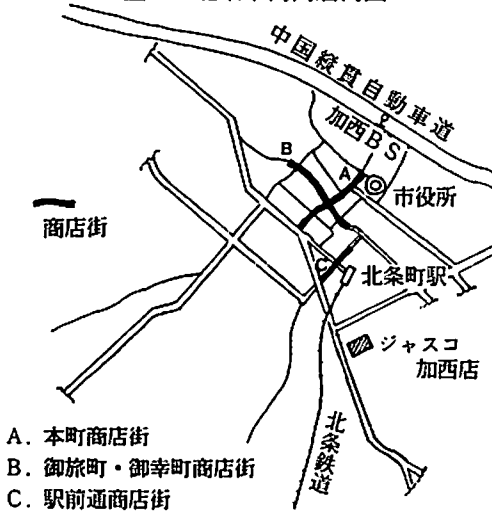 中国縦貫自動車道
加西BS
B
A
市役所
商店街
C
北条町駅
ジャスコ
加西店
北条鉄道
A. 本町商店街
B. 御旅町・御幸町商店街
C. 駅前通商店街